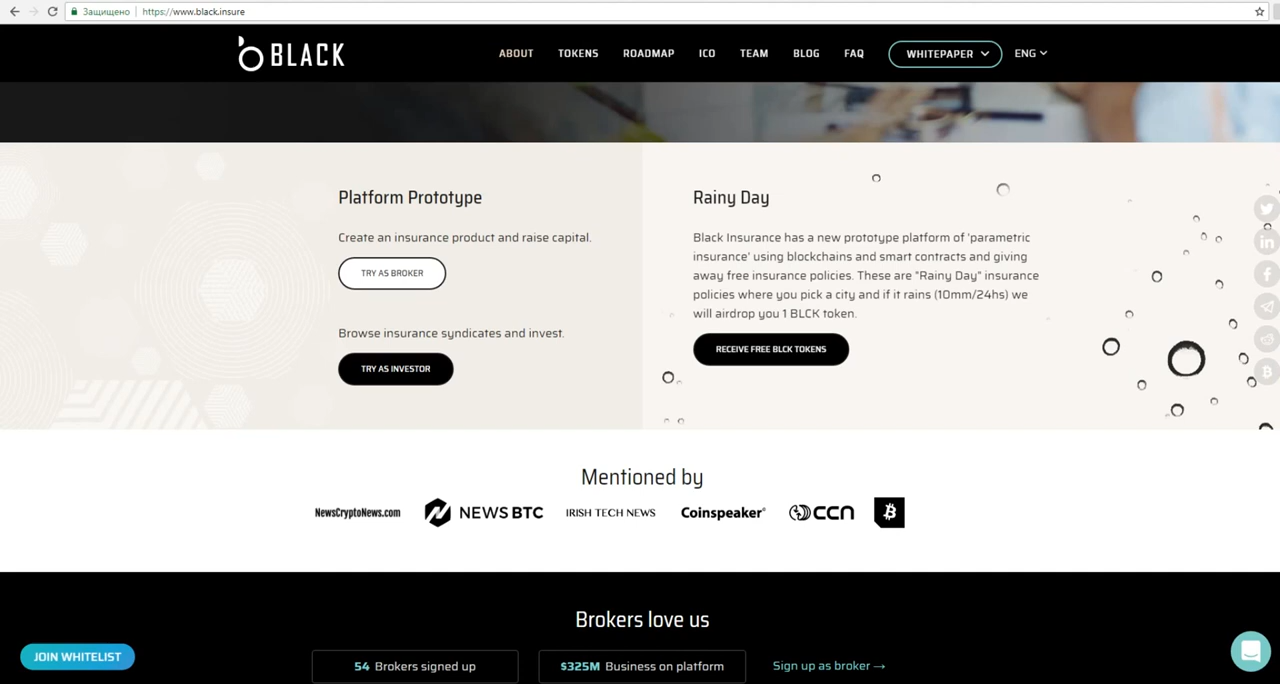 Защищено https://www.black.insure
BLACK ABOUT TOKENS ROADMAP ICO TEAM BLOG FAQ WHITEPAPER ENG
Platform Prototype
Create an insurance product and raise capital.
TRY AS BROKER
Browse insurance syndicates and invest.
TRY AS INVESTOR
Rainy Day
Black Insurance has a new prototype platform of 'parametric
insurance' using blockchains and smart contracts and giving
away free insurance policies. These are "Rainy Day" insurance
policies where you pick a city and if it rains (10mm/24hs) we
will airdrop you 1 BLCK token.
RECEIVE FREE BLCK TOKENS
Mentioned by
NewsCryptoNews.com NEWSBTC IRISH TECH NEWS Coinspeaker CCN
Brokers love us
54 Brokers signed up $325M Business on platform Sign up as broker →
JOIN WHITELIST